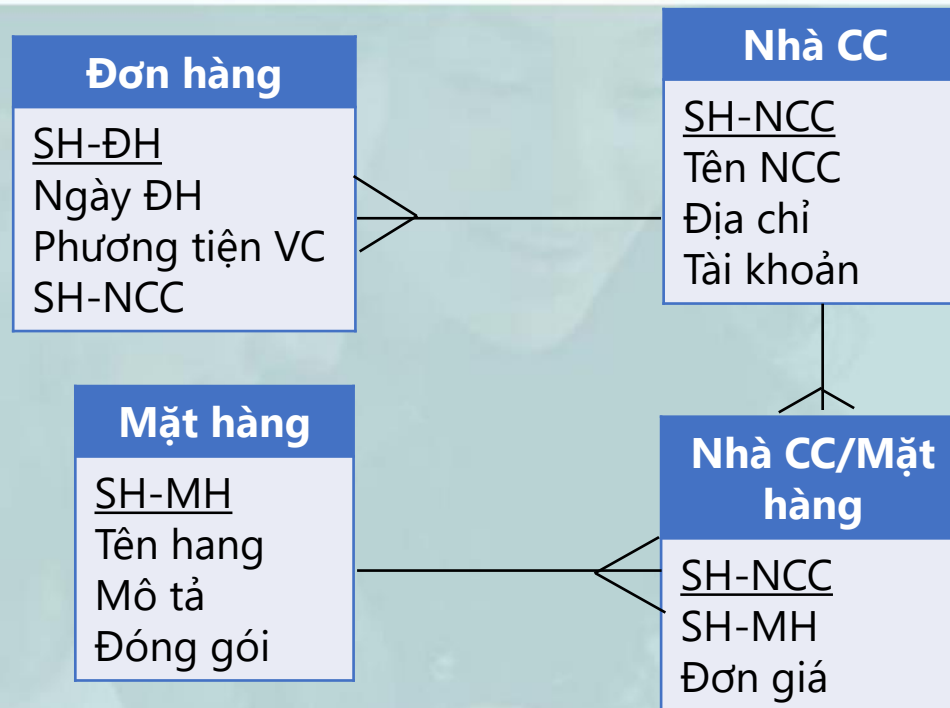 Đơn hàng
SH-ĐH
Ngày ĐH
Phương tiện VC
SH-NCC
Nhà CC
SH-NCC
Tên NCC
Địa chỉ
Tài khoản
Mặt hàng
SH-MH
Tên hang
Mô tả
Đóng gói
Nhà CC/Mặt
hàng
SH-NCC
SH-MH
Đơn giá